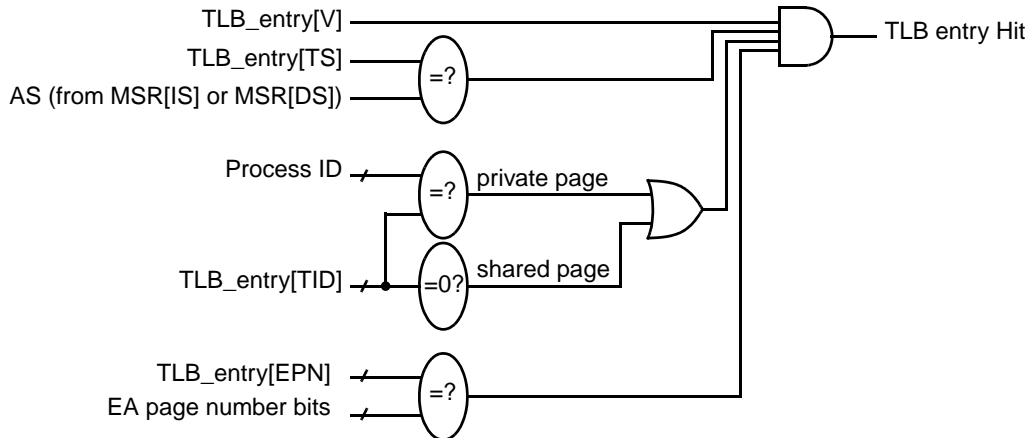 TLB_entry[V]
TLB entry Hit
TLB_entry[TS]
=?
AS (from MSR[IS] or MSR[DS])
Process ID
=?
private page
TLB_entry[TID]
=0?
shared page
TLB_entry[EPN]
=?
EA page number bits